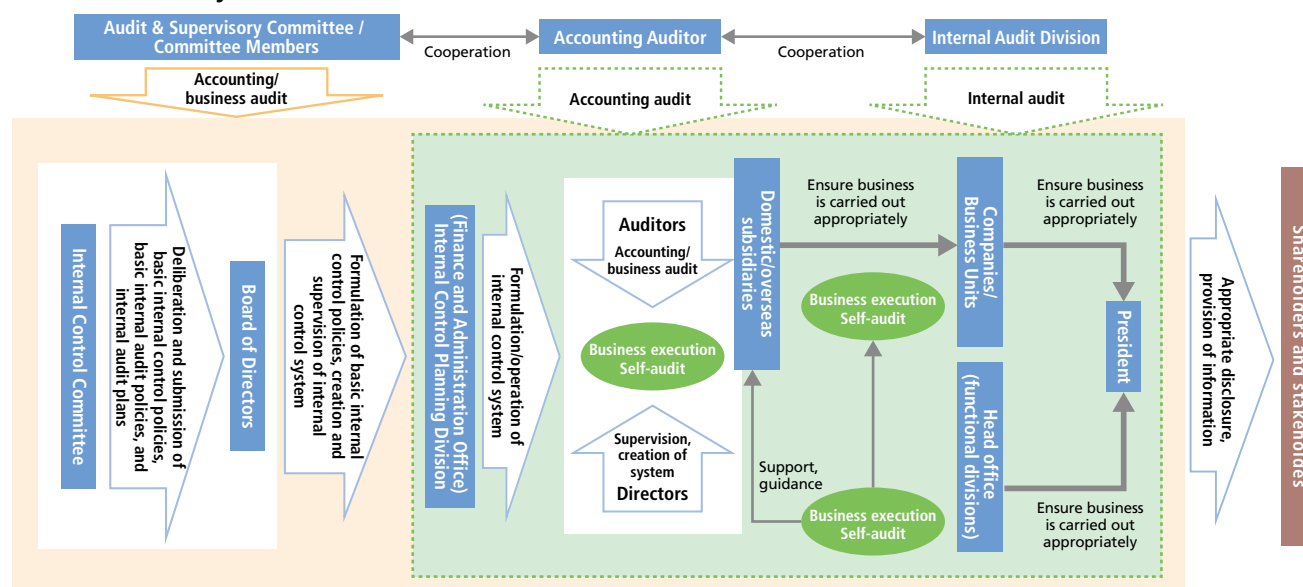 Audit & Supervisory Committee /
Committee Members
Cooperation
Accounting Auditor
Cooperation
Internal Audit Division
Accounting/
business audit
Accounting audit
Internal audit
Internal Control Committee
Deliberation and submission of
basic internal control policies,
basic internal audit policies, and
internal audit plans
Board of Directors
Formulation of basic internal
control policies, creation and
supervision of internal
control system
(Finance and Administration Office)
Internal Control Planning Division
Formulation/operation of
internal control system
Auditors
Accounting/
business audit
Business execution
Self-audit
Supervision,
creation of
system
Directors
Domestic/overseas
subsidiaries
Ensure business
is carried out
appropriately
Business execution
Self-audit
Support,
guidance
Business execution
Self-audit
Companies/
Business Units
Head office
(functional divisions)
Ensure business
is carried out
appropriately
President
Ensure business
is carried out
appropriately
Appropriate disclosure,
provision of information
Shareholders and stakeholdes